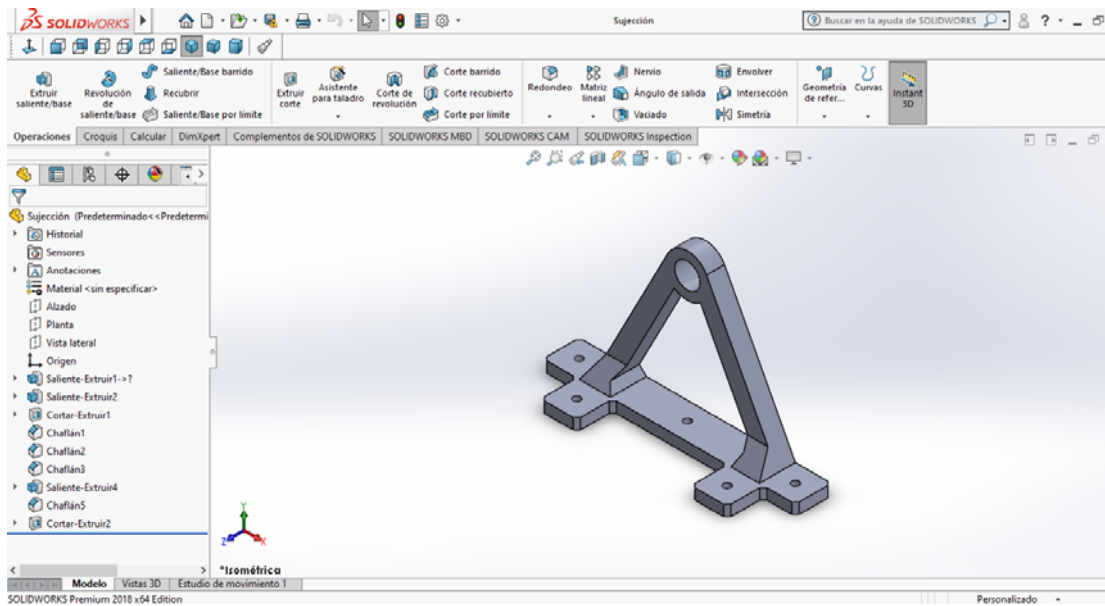 SOLIDWORKS
Sujección
Buscar en la ayuda de SOLIDWORKS
Extruir saliente/base
Revolución de saliente/base
Saliente/Base barrido
Recubrir
Saliente/Base por límite
Extruir corte
Asistente para taladro
Corte de revolución
Corte barrido
Corte recubierto
Corte por límite
Redondeo
Matriz lineal
Nervio
Ángulo de salida
Vaciado
Envolver
Intersección
Simetría
Geometría de refer...
Curvas
Instant 3D
Operaciones
Croquis
Calcular
DimXpert
Complementos de SOLIDWORKS
SOLIDWORKS MBD
SOLIDWORKS CAM
SOLIDWORKS Inspection
Sujección (Predeterminado<<Predetermi
Historial
Sensores
Anotaciones
Material <sin especificar>
Alzado
Planta
Vista lateral
Origen
Saliente-Extruir1->?
Saliente-Extruir2
Cortar-Extruir1
Chaflán1
Chaflán2
Chaflán3
Saliente-Extruir4
Chaflán5
Cortar-Extruir2
Y
Z
X
*Isométrica
Modelo
Vistas 3D
Estudio de movimiento 1
SOLIDWORKS Premium 2018 x64 Edition
Personalizado